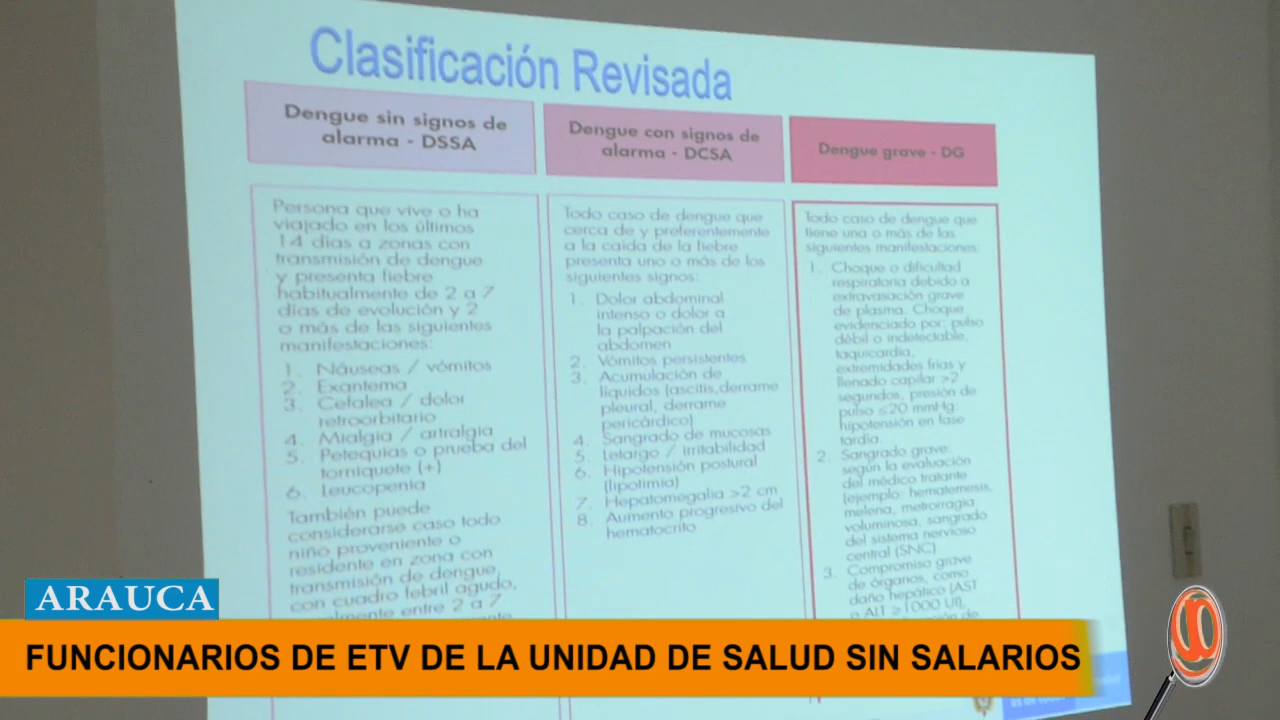 Clasificación Revisada
Dengue sin signos de
alarma - DSSA
Persona que vive o ha
viajado en los últimos
14 días a zonas con
transmisión de dengue
y presenta fiebre
habitualmente de 2 a 7
días de evolución y 2
o más de las siguientes
manifestaciones:
1. Náuseas / vómitos
2. Exantema
3. Cefalea / dolor
retroorbitario
4. Mialgia / artralgia
5. Petequias o prueba del
torniquete (+)
6. Leucopenia
También puede
considerarse caso todo
niño proveniente o
residente en zona con
transmisión de dengue,
con cuadro febril agudo,
entre 2 a 7
Dengue con signos de
alarma - DCSA
Todo caso de dengue que
cerca de y preferentemente
a la caída de la fiebre
presenta uno o más de los
siguientes signos:
1. Dolor abdominal
intenso o dolor a
la palpación del
abdomen
2. Vómitos persistentes
3. Acumulación de
líquidos (ascitis,derrame
pleural, derrame
pericárdico)
4. Sangrado de mucosas
5. Letargo / irritabilidad
6. Hipotensión postural
(lipotimia)
7. Hepatomegalia >2 cm
8. Aumento progresivo del
hematocrito
Dengue grave - DG
Todo caso de dengue que
tiene una o más de las
siguientes manifestaciones:
1. Choque o dificultad
respiratoria debido a
extravasación grave
de plasma. Choque
evidenciado por: pulso
débil o indetectable,
taquicardia,
extremidades frías y
llenado capilar >2
segundos, presión de
pulso ≤20 mmHg:
hipotensión en fase
tardía.
2. Sangrado grave:
según la evaluación
del médico tratante
(ejemplo: hematemesis,
melena, metrorragia
voluminosa, sangrado
del sistema nervioso
central (SNC)
3. Compromiso grave
de órganos, como
daño hepático (AST
o ALT ≥1000 UI),
de
ARAUCA
FUNCIONARIOS DE ETV DE LA UNIDAD DE SALUD SIN SALARIOS